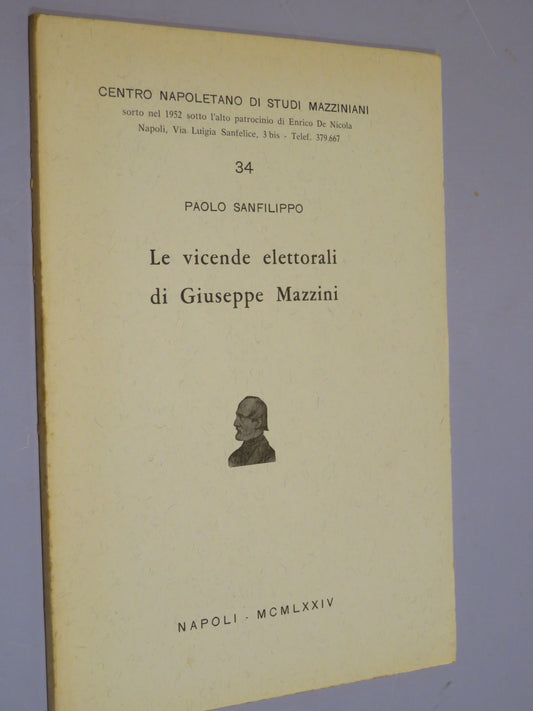 CENTRO NAPOLETANO DI STUDI MAZZINIANI
sorto nel 1952 sotto l'alto patrocinio di Enrico De Nicola
Napoli, Via Luigia Sanfelice, 3 bis - Telef. 379.667
34
PAOLO SANFILIPPO
Le vicende elettorali
di Giuseppe Mazzini
NAPOLI - MCMLXXIV